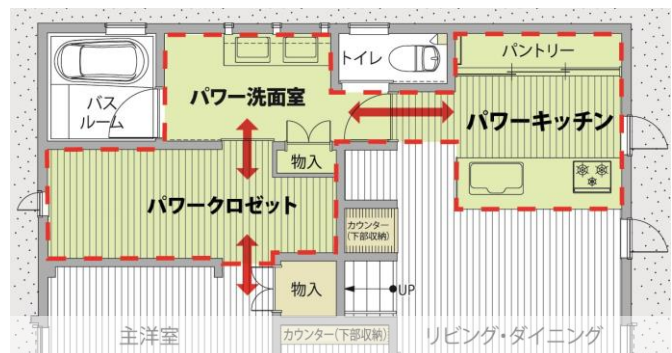 トイレ
パントリー
バス
ルーム
パワー洗面室
パワーキッチン
物入
パワークロゼット
カウンター
(下部収納)
物入
UP
主洋室
カウンター(下部収納)
リビング・ダイニング